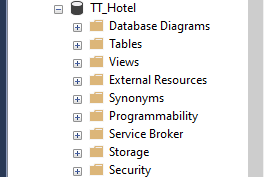 TT_Hotel
Database Diagrams
Tables
Views
External Resources
Synonyms
Programmability
Service Broker
Storage
Security